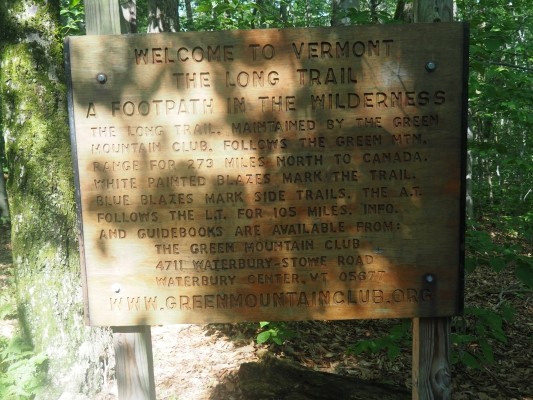 WELCOME TO VERMONT
THE LONG TRAIL
A FOOTPATH IN THE WILDERNESS
THE LONG TRAIL. MAINTAINED BY THE GREEN
MOUNTAIN CLUB. FOLLOWS THE GREEN MTN.
RANGE FOR 273 MILES NORTH TO CANADA.
WHITE PAINTED BLAZES MARK THE TRAIL.
BLUE BLAZES MARK SIDE TRAILS. THE A.T.
FOLLOWS THE L.T. FOR 105 MILES. INFO.
AND GUIDEBOOKS ARE AVAILABLE FROM:
THE GREEN MOUNTAIN CLUB
4711 WATERBURY-STOWE ROAD
WATERBURY CENTER, VT 05677
WWW.GREENMOUNTAINCLUB.ORG